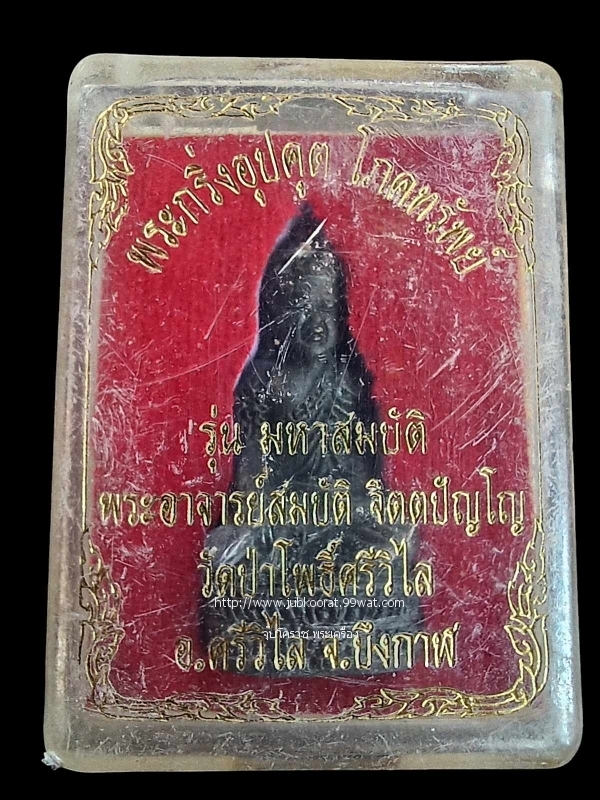 พระกริ่งอุปคุต โภคทรัพย์
รุ่น มหาสมบัติ
พระอาจารย์สมบัติ จิตตปัญโญ
วัดป่าโพธิ์ศรีวิไล
http://www.jubkoorat.99wat.com
จุ๊บโคราช พระเครื่อง
อ.ศรีวิไล จ.บึงกาฬ